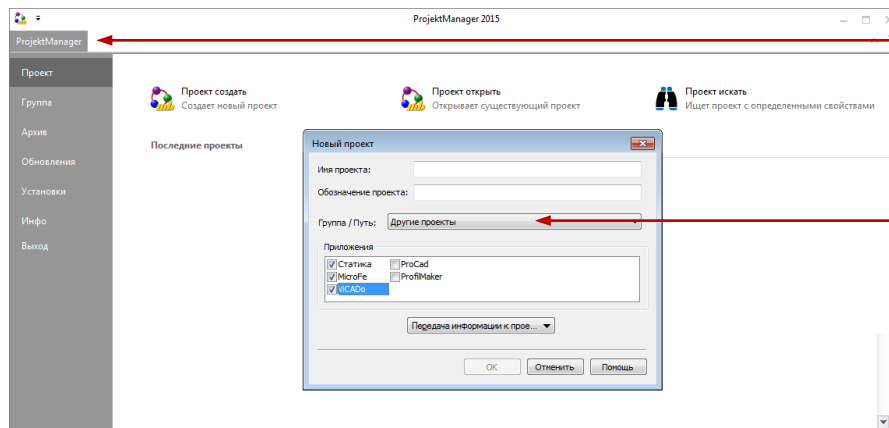 ProjektManager 2015
ProjektManager
Проект
Группа
Архив
Обновления
Установки
Инфо
Выход
Проект создать
Создает новый проект
Проект открыть
Открывает существующий проект
Проект искать
Ищет проект с определенными свойствами
Последние проекты
Новый проект
Имя проекта:
Обозначение проекта:
Группа / Путь: Другие проекты
Приложения
Статика ProCad
MicroFe ProfilMaker
ViCADo
Передача информации к прое...
ОК Отменить Помощь